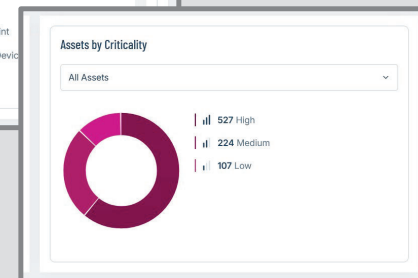 Assets by Criticality
All Assets
527 High
224 Medium
107 Low